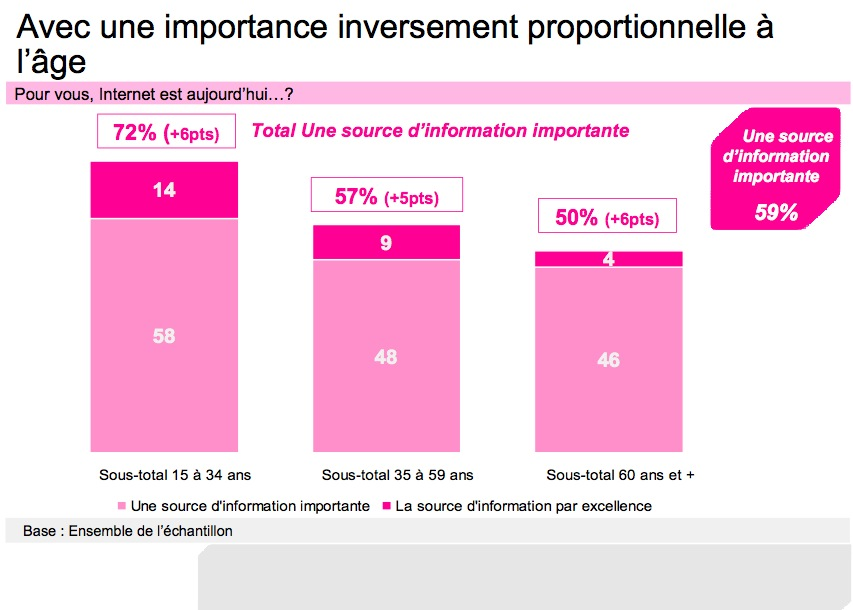 Avec une importance inversement proportionnelle à
l’âge
Pour vous, Internet est aujourd’hui…?
72% (+6pts)
Total Une source d’information importante
Une source
d’information
importante
59%
57% (+5pts)
50% (+6pts)
14
9
4
58
48
46
Sous-total 15 à 34 ans
Sous-total 35 à 59 ans
Sous-total 60 ans et +
Une source d'information importante
La source d'information par excellence
Base : Ensemble de l’échantillon